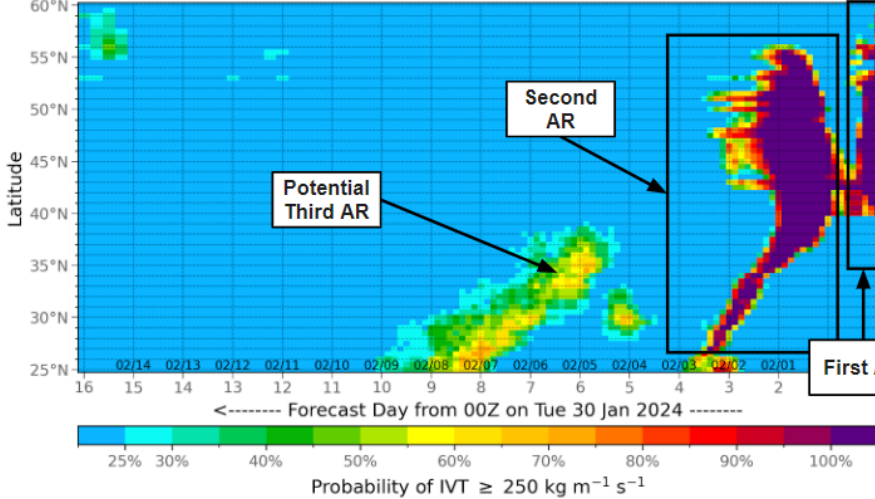 60°N
55°N
50°N
45°N
40°N
35°N
30°N
25°N
Latitude
Second
AR
Potential
Third AR
First
02/14 02/13 02/12 02/11 02/10 02/09 02/08 02/07 02/06 02/05 02/04 02/03 02/02 02/01
16 15 14 13 12 11 10 9 8 7 6 5 4 3 2
<-------- Forecast Day from 00Z on Tue 30 Jan 2024 --------
25% 30% 40% 50% 60% 70% 80% 90% 100%
Probability of IVT ≥ 250 kg m⁻¹ s⁻¹